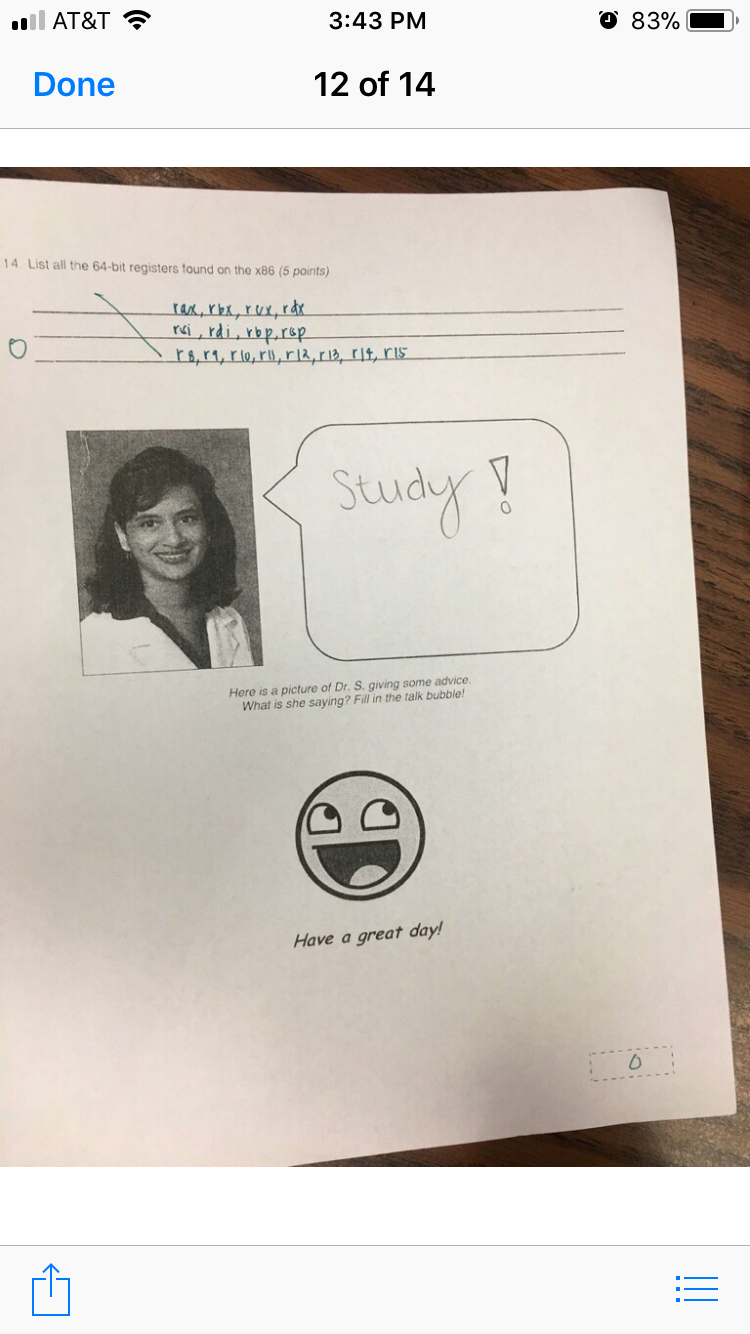 AT&T 3:43 PM 83%
Done 12 of 14
14. List all the 64-bit registers found on the x86 (5 points)
rax, rbx, rcx, rdx
rsi, rdi, rbp, rsp
0 r8, r9, r10, r11, r12, r13, r14, r15
Study!
Here is a picture of Dr. S. giving some advice.
What is she saying? Fill in the talk bubble!
Have a great day!
0